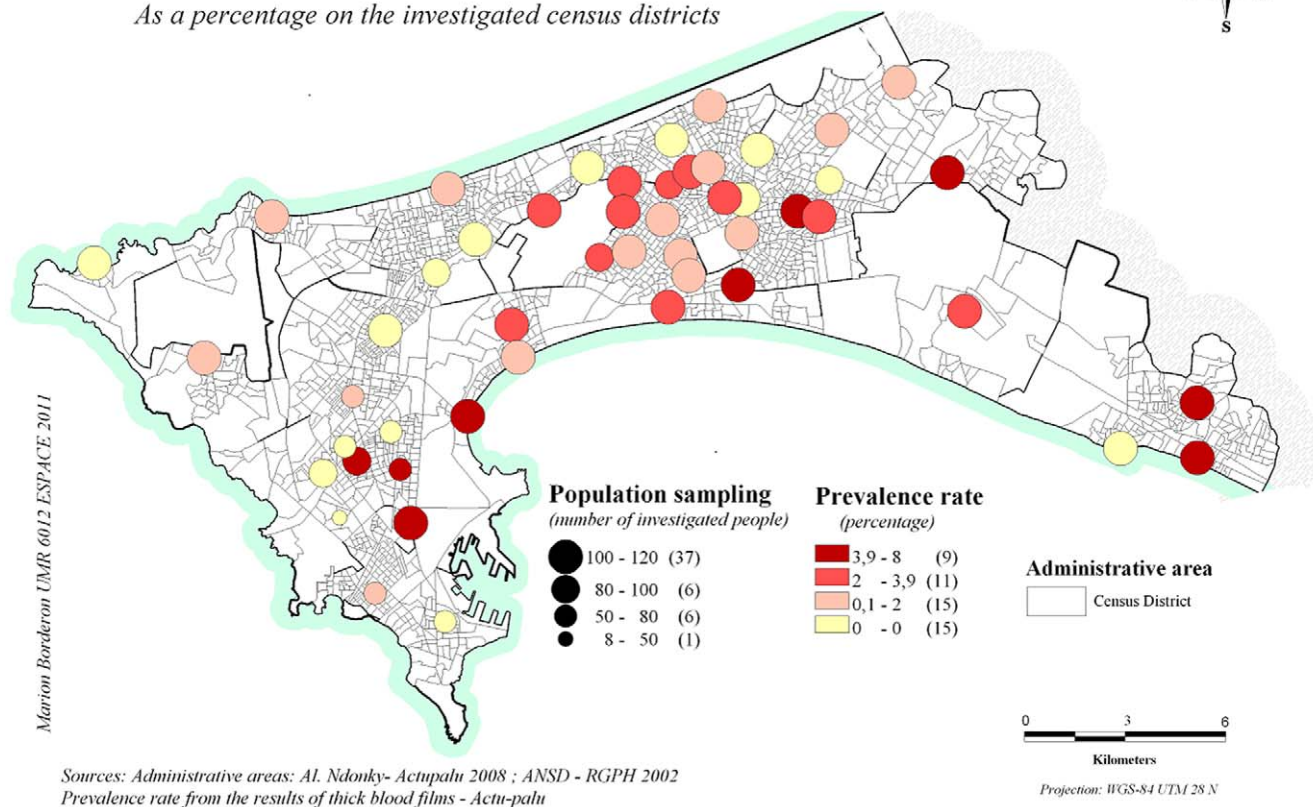 As a percentage on the investigated census districts
S
Marion Borderon UMR 6012 ESPACE 2011
Population sampling
(number of investigated people)
100 - 120 (37)
80 - 100 (6)
50 - 80 (6)
8 - 50 (1)
Prevalence rate
(percentage)
3,9 - 8 (9)
2 - 3,9 (11)
0,1 - 2 (15)
0 - 0 (15)
Administrative area
Census District
0 3 6
Kilometers
Projection: WGS-84 UTM 28 N
Sources: Administrative areas: Al. Ndonky- Actupalu 2008 ; ANSD - RGPH 2002
Prevalence rate from the results of thick blood films - Actu-palu